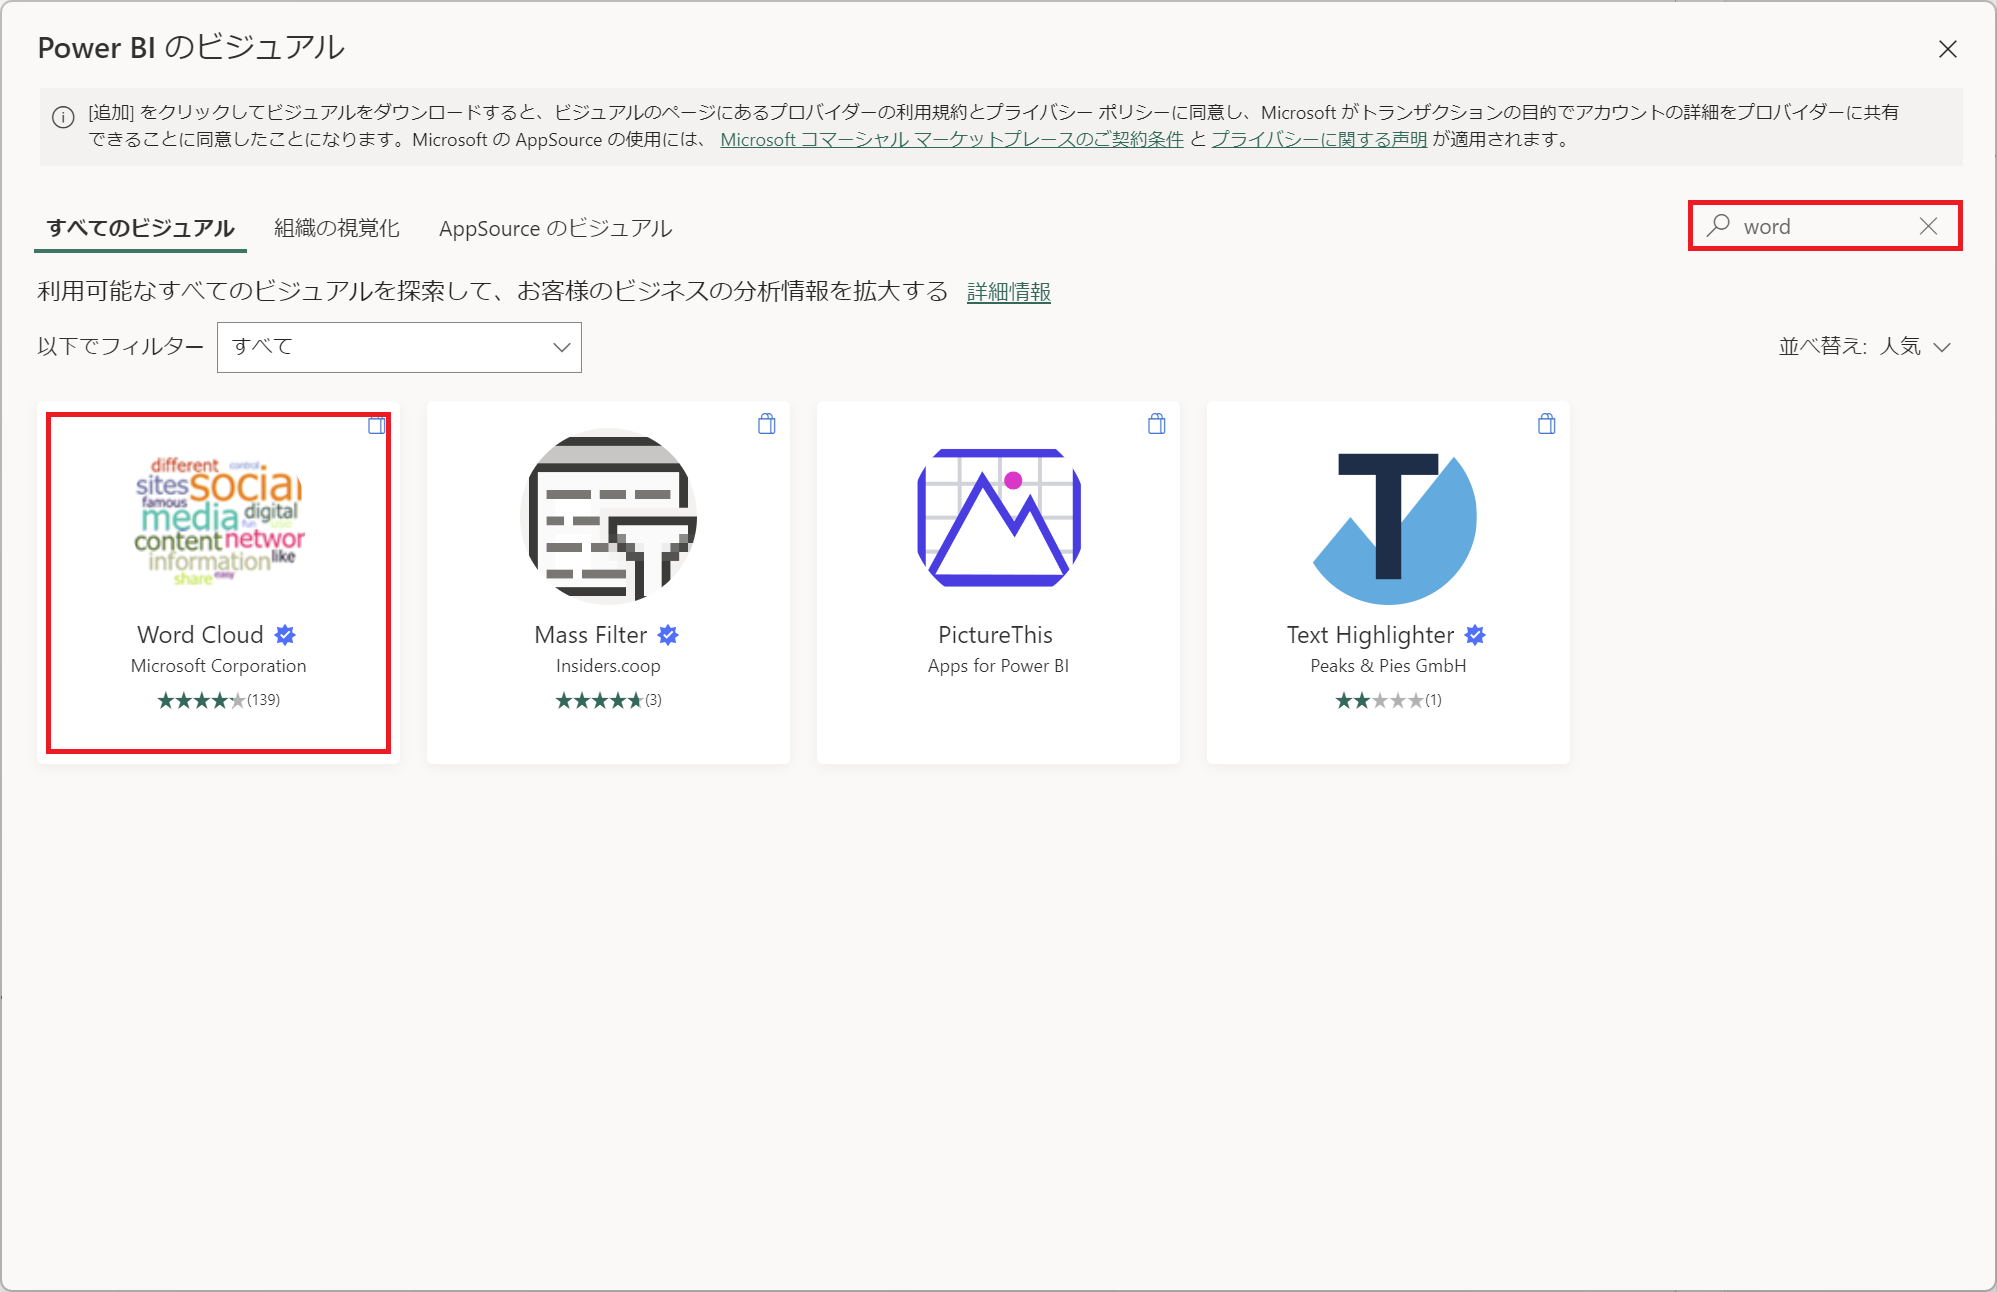 Power BI のビジュアル
[追加] をクリックしてビジュアルをダウンロードすると、ビジュアルのページにあるプロバイダーの利用規約とプライバシー ポリシーに同意し、Microsoft がトランザクションの目的でアカウントの詳細をプロバイダーに共有
できることに同意したことになります。Microsoft の AppSource の使用には、 Microsoft コマーシャル マーケットプレースのご契約条件 と プライバシーに関する声明 が適用されます。
すべてのビジュアル 組織の視覚化 AppSource のビジュアル
word
利用可能なすべてのビジュアルを探索して、お客様のビジネスの分析情報を拡大する 詳細情報
以下でフィルター すべて
並べ替え: 人気
different control
sites social
famous
media digital
fun use
content networ
information like
share easy
Word Cloud
Microsoft Corporation
(139)
Mass Filter
Insiders.coop
(3)
PictureThis
Apps for Power BI
T
Text Highlighter
Peaks & Pies GmbH
(1)